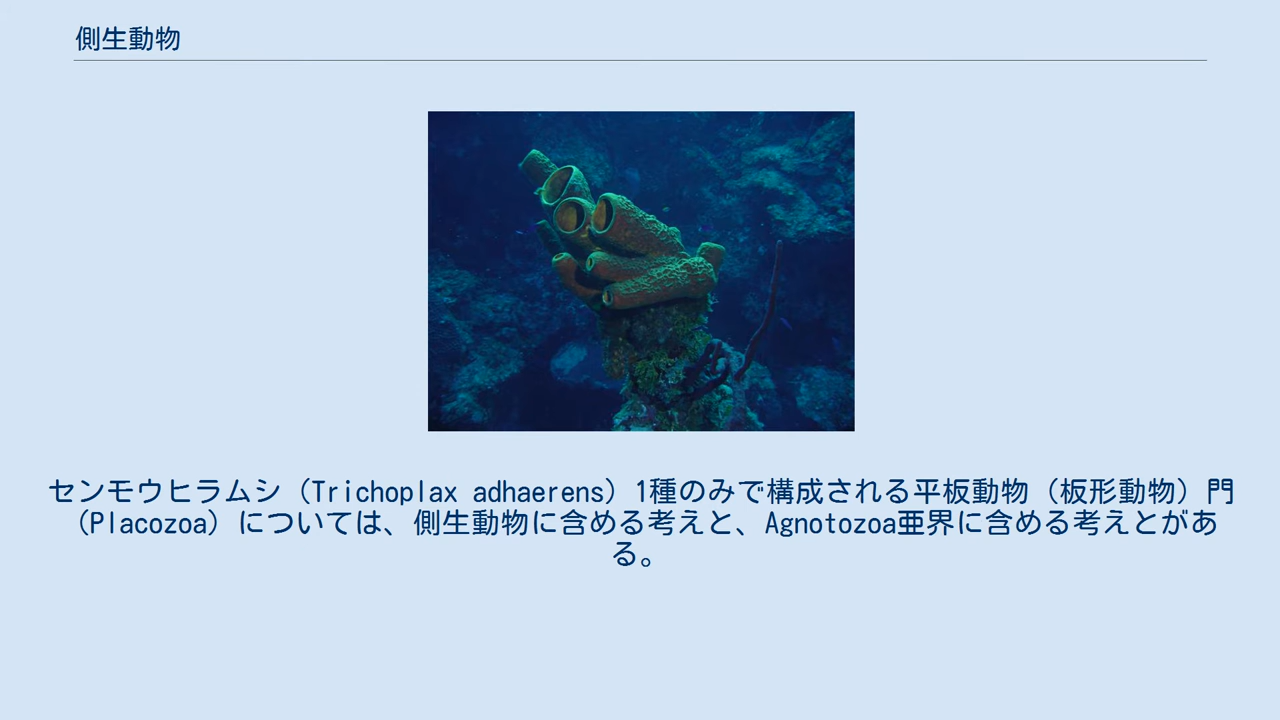 側生動物
センモウヒラムシ（Trichoplax adhaerens）1種のみで構成される平板動物（板形動物）門
（Placozoa）については、側生動物に含める考えと、Agnotozoa亜界に含める考えとがあ
る。